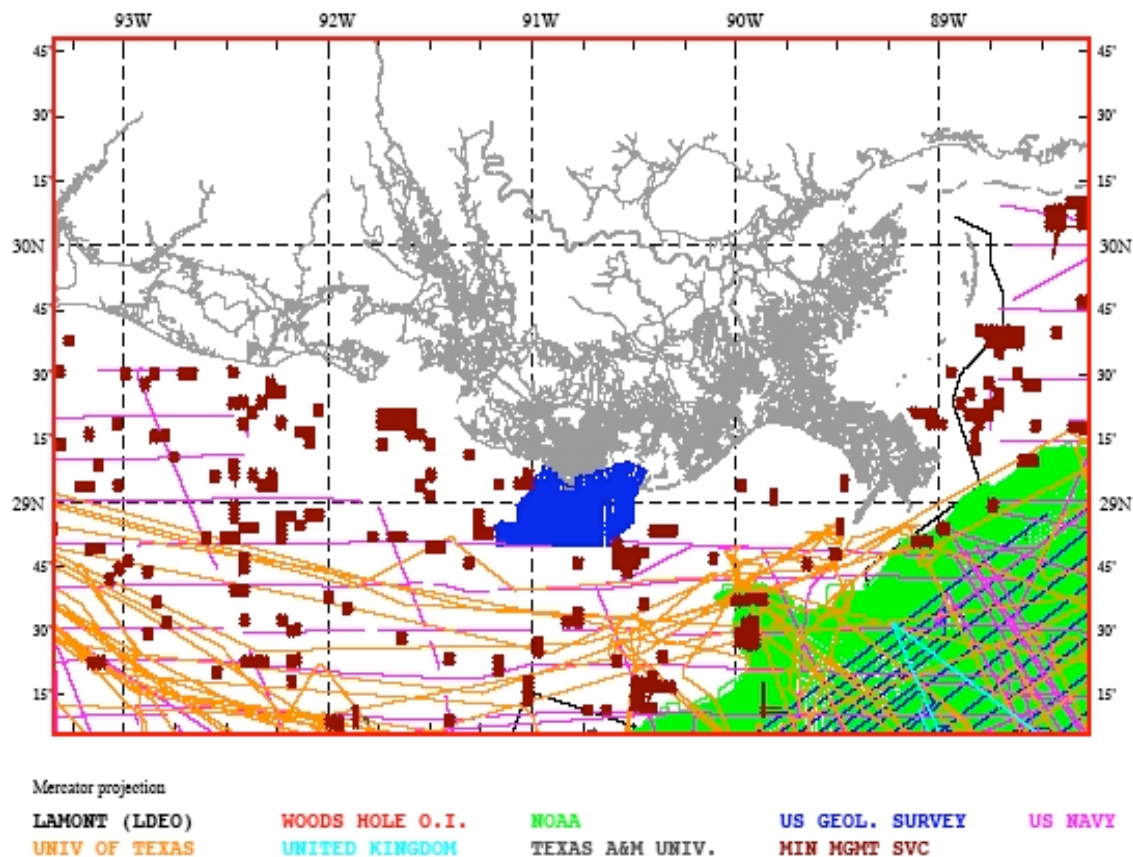 93W 92W 91W 90W 89W
45' 45'
30' 30'
15' 15'
30N 30N
45' 45'
30' 30'
15' 15'
29N 29N
45' 45'
30' 30'
15' 15'
Mercator projection
LAMONT (LDEO) WOODS HOLE O.I. NOAA US GEOL. SURVEY US NAVY
UNIV OF TEXAS UNITED KINGDOM TEXAS A&M UNIV. MIN MGMT SVC